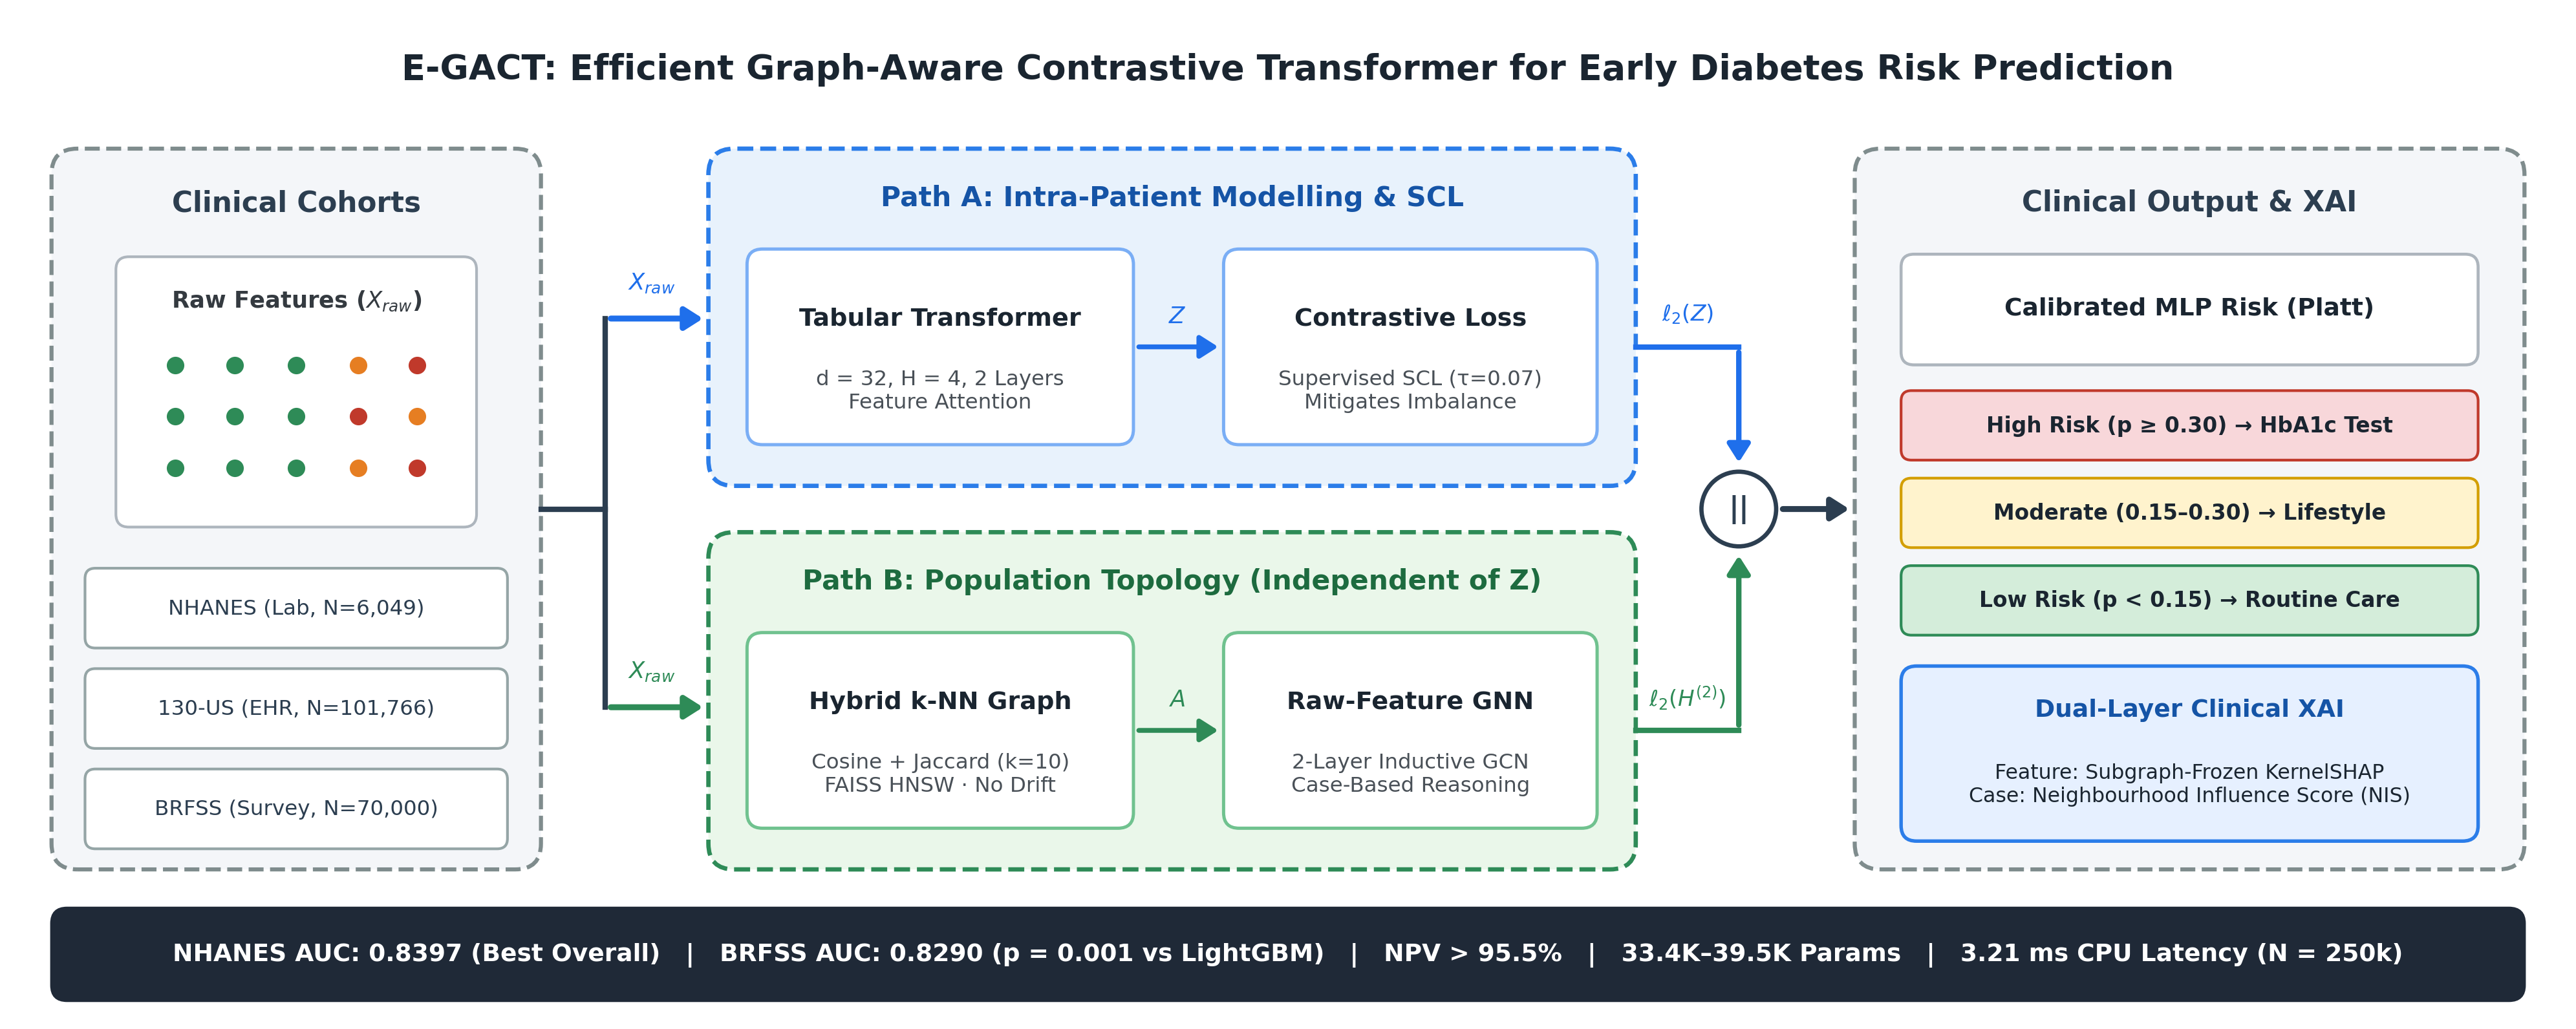 E-GACT: Efficient Graph-Aware Contrastive Transformer for Early Diabetes Risk Prediction
Clinical Cohorts
Raw Features (X_raw)
NHANES (Lab, N=6,049)
130-US (EHR, N=101,766)
BRFSS (Survey, N=70,000)
X_raw
X_raw
Path A: Intra-Patient Modelling & SCL
Tabular Transformer
d = 32, H = 4, 2 Layers
Feature Attention
Z
Contrastive Loss
Supervised SCL (τ=0.07)
Mitigates Imbalance
ℓ₂(Z)
Path B: Population Topology (Independent of Z)
Hybrid k-NN Graph
Cosine + Jaccard (k=10)
FAISS HNSW · No Drift
A
Raw-Feature GNN
2-Layer Inductive GCN
Case-Based Reasoning
ℓ₂(H⁽²⁾)
||
Clinical Output & XAI
Calibrated MLP Risk (Platt)
High Risk (p ≥ 0.30) → HbA1c Test
Moderate (0.15–0.30) → Lifestyle
Low Risk (p < 0.15) → Routine Care
Dual-Layer Clinical XAI
Feature: Subgraph-Frozen KernelSHAP
Case: Neighbourhood Influence Score (NIS)
NHANES AUC: 0.8397 (Best Overall) | BRFSS AUC: 0.8290 (p = 0.001 vs LightGBM) | NPV > 95.5% | 33.4K–39.5K Params | 3.21 ms CPU Latency (N = 250k)